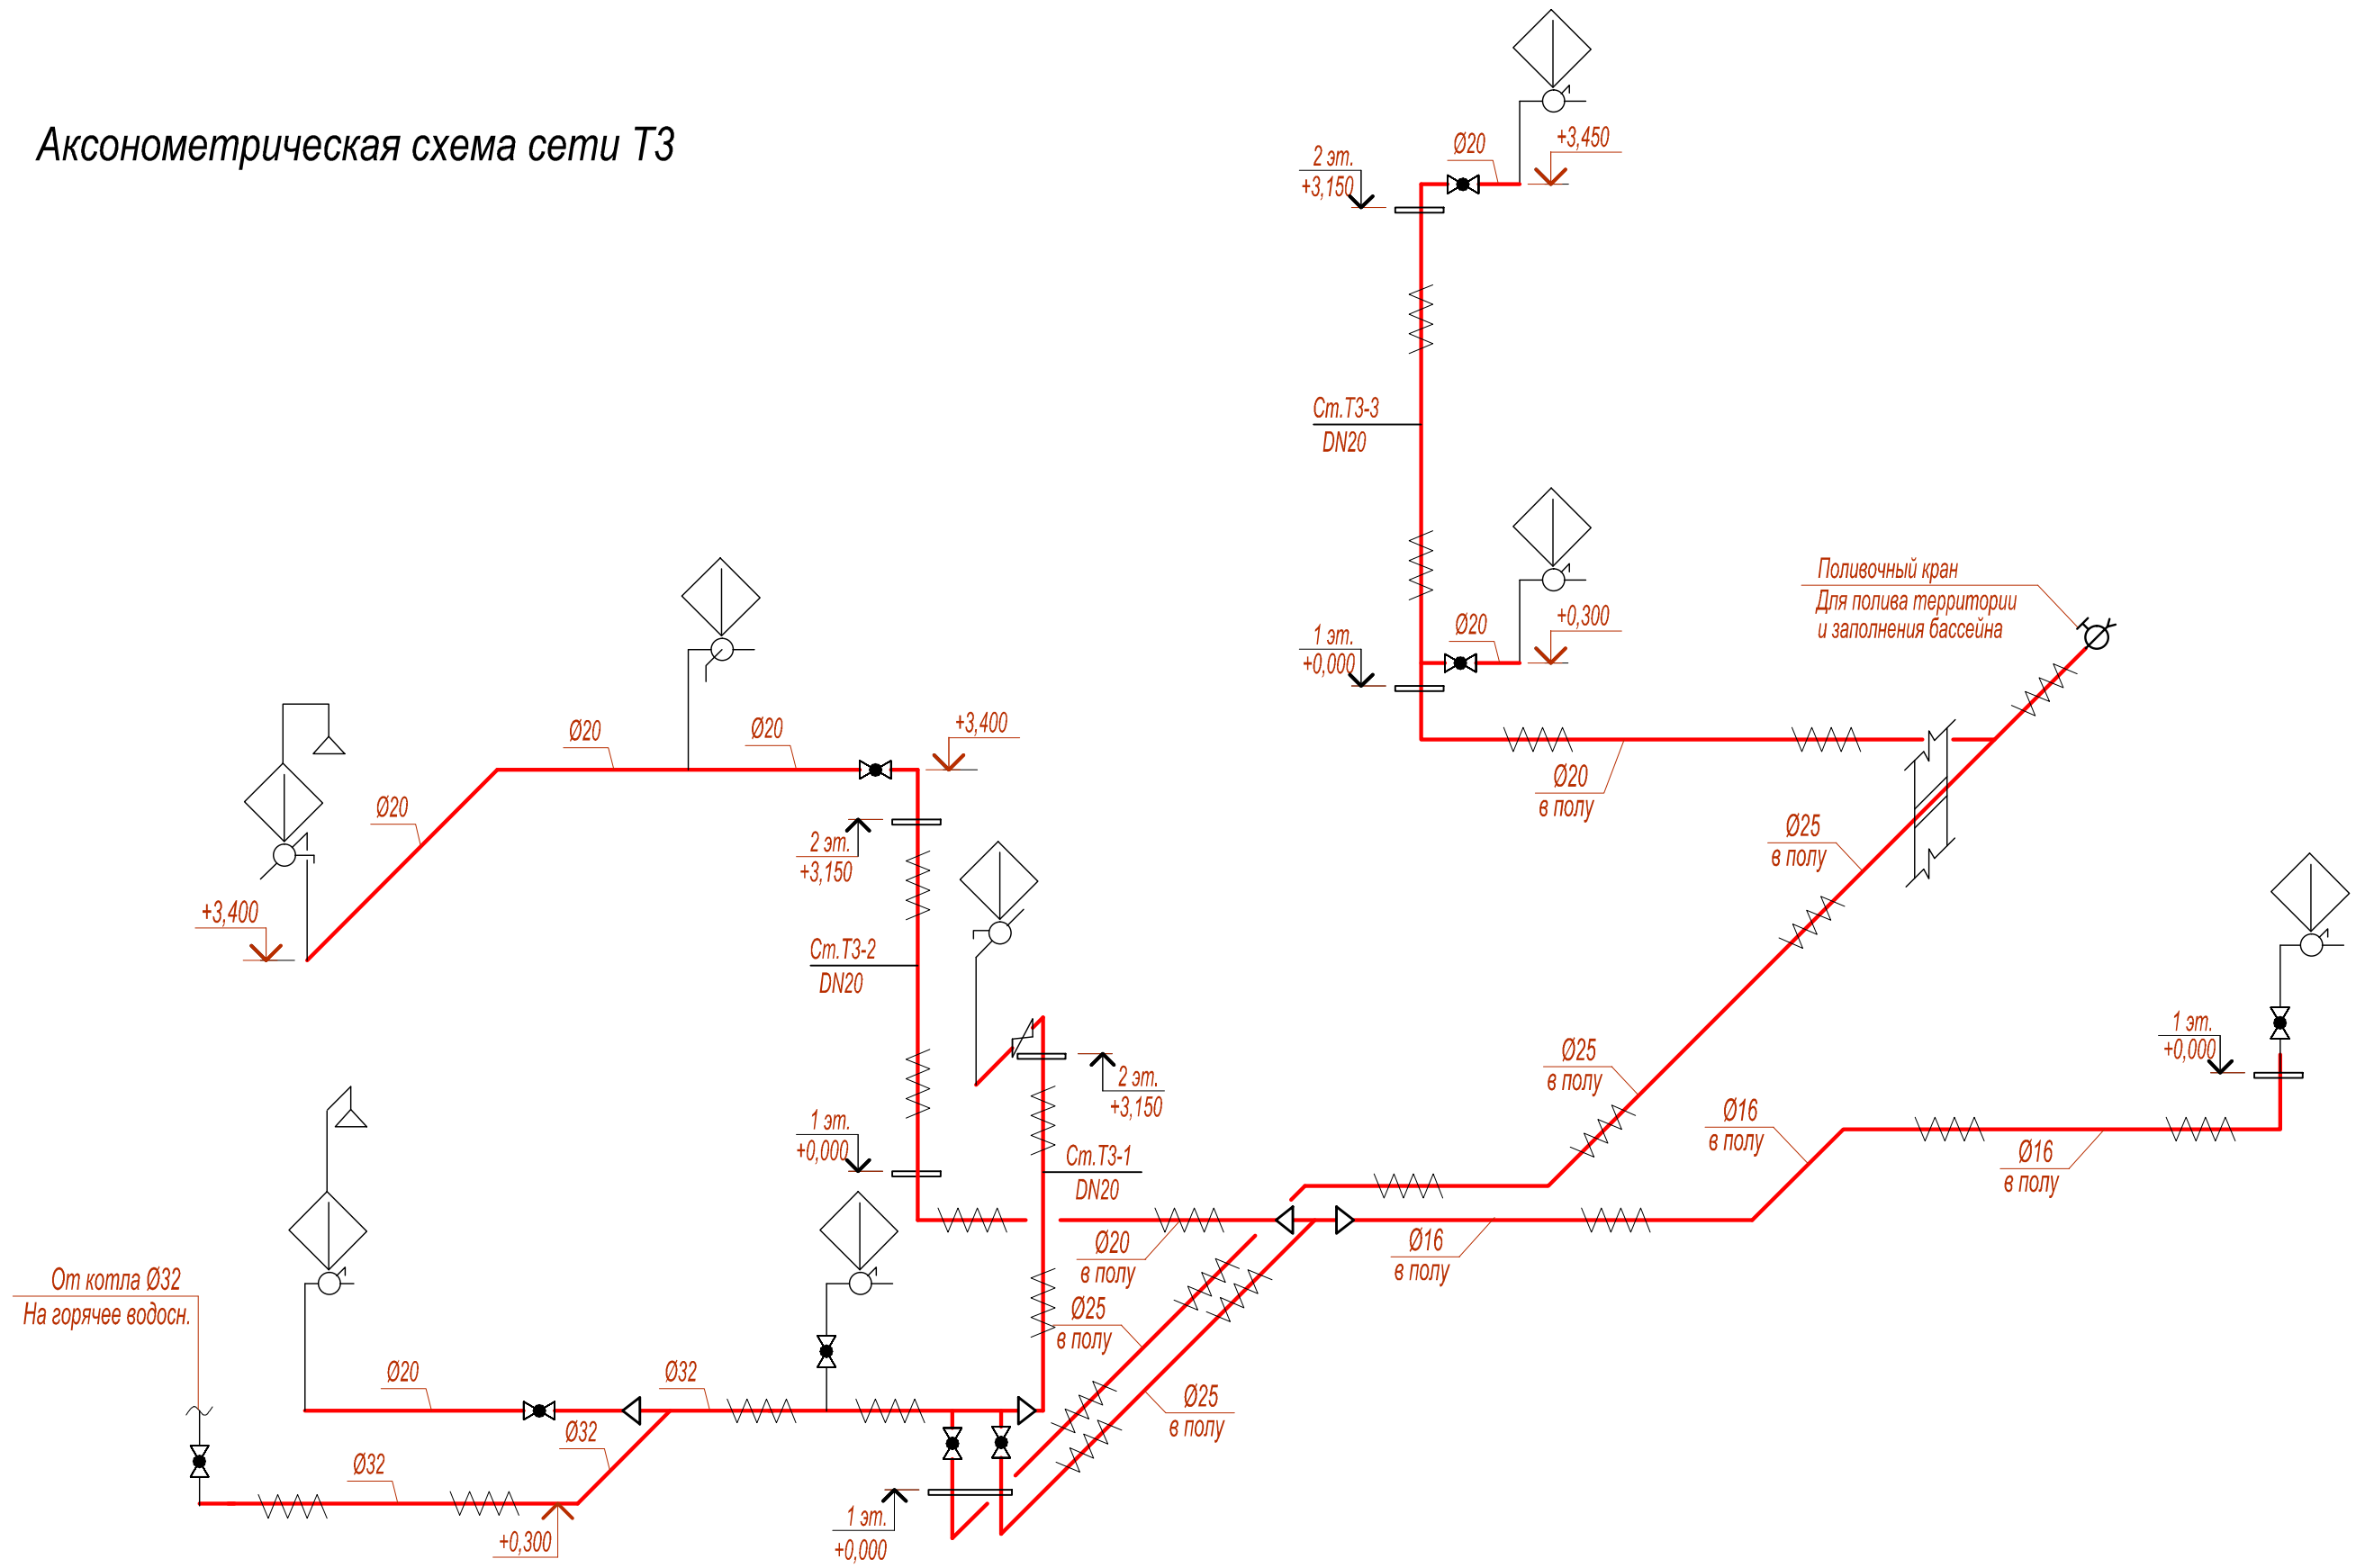 Аксонометрическая схема сети Т3
2 эт.
+3,150
Ø20
+3,450
Ст.Т3-3
DN20
1 эт.
+0,000
Ø20
+0,300
Поливочный кран
Для полива территории
и заполнения бассейна
Ø20
в полу
Ø25
в полу
Ø20
Ø20
+3,400
Ø20
2 эт.
+3,150
+3,400
Ст.Т3-2
DN20
1 эт.
+0,000
2 эт.
+3,150
Ст.Т3-1
DN20
Ø25
в полу
Ø16
в полу
1 эт.
+0,000
Ø16
в полу
Ø20
в полу
Ø16
в полу
Ø25
в полу
Ø25
в полу
От котла Ø32
На горячее водосн.
Ø20
Ø32
Ø32
Ø32
+0,300
1 эт.
+0,000